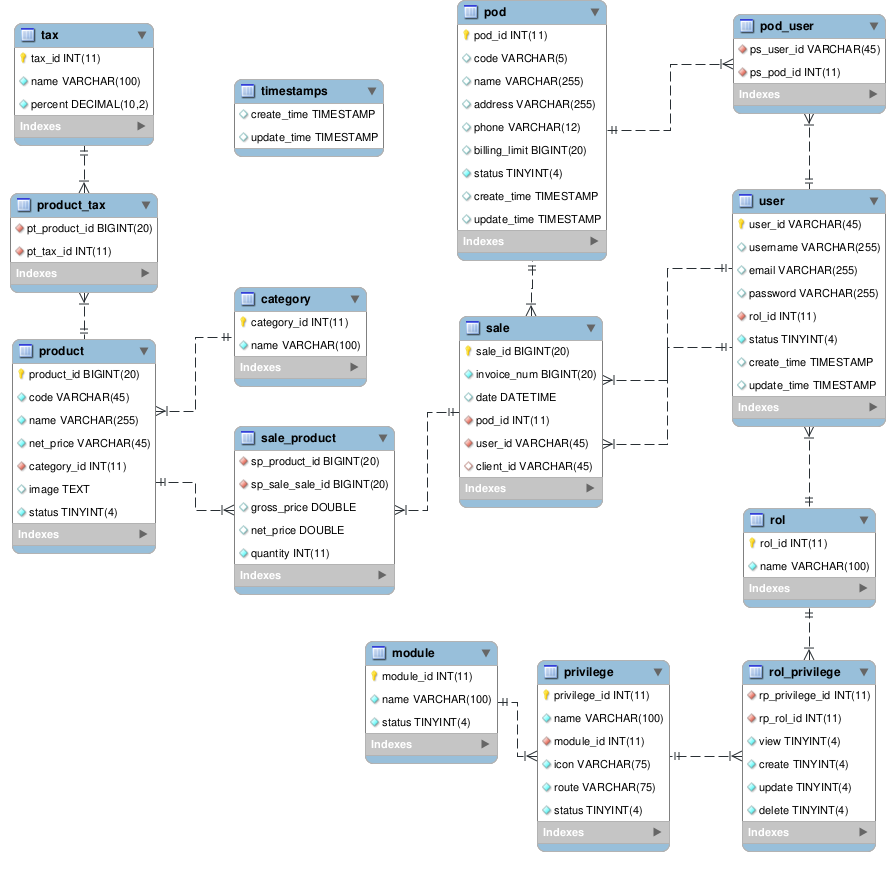 tax
tax_id INT(11)
name VARCHAR(100)
percent DECIMAL(10,2)
Indexes
timestamps
create_time TIMESTAMP
update_time TIMESTAMP
pod
pod_id INT(11)
code VARCHAR(5)
name VARCHAR(255)
address VARCHAR(255)
phone VARCHAR(12)
billing_limit BIGINT(20)
status TINYINT(4)
create_time TIMESTAMP
update_time TIMESTAMP
Indexes
pod_user
ps_user_id VARCHAR(45)
ps_pod_id INT(11)
Indexes
product_tax
pt_product_id BIGINT(20)
pt_tax_id INT(11)
Indexes
user
user_id VARCHAR(45)
username VARCHAR(255)
email VARCHAR(255)
password VARCHAR(255)
rol_id INT(11)
status TINYINT(4)
create_time TIMESTAMP
update_time TIMESTAMP
Indexes
category
category_id INT(11)
name VARCHAR(100)
Indexes
product
product_id BIGINT(20)
code VARCHAR(45)
name VARCHAR(255)
net_price VARCHAR(45)
category_id INT(11)
image TEXT
status TINYINT(4)
Indexes
sale
sale_id BIGINT(20)
invoice_num BIGINT(20)
date DATETIME
pod_id INT(11)
user_id VARCHAR(45)
client_id VARCHAR(45)
Indexes
sale_product
sp_product_id BIGINT(20)
sp_sale_sale_id BIGINT(20)
gross_price DOUBLE
net_price DOUBLE
quantity INT(11)
Indexes
rol
rol_id INT(11)
name VARCHAR(100)
Indexes
module
module_id INT(11)
name VARCHAR(100)
status TINYINT(4)
Indexes
privilege
privilege_id INT(11)
name VARCHAR(100)
module_id INT(11)
icon VARCHAR(75)
route VARCHAR(75)
status TINYINT(4)
Indexes
rol_privilege
rp_privilege_id INT(11)
rp_rol_id INT(11)
view TINYINT(4)
create TINYINT(4)
update TINYINT(4)
delete TINYINT(4)
Indexes